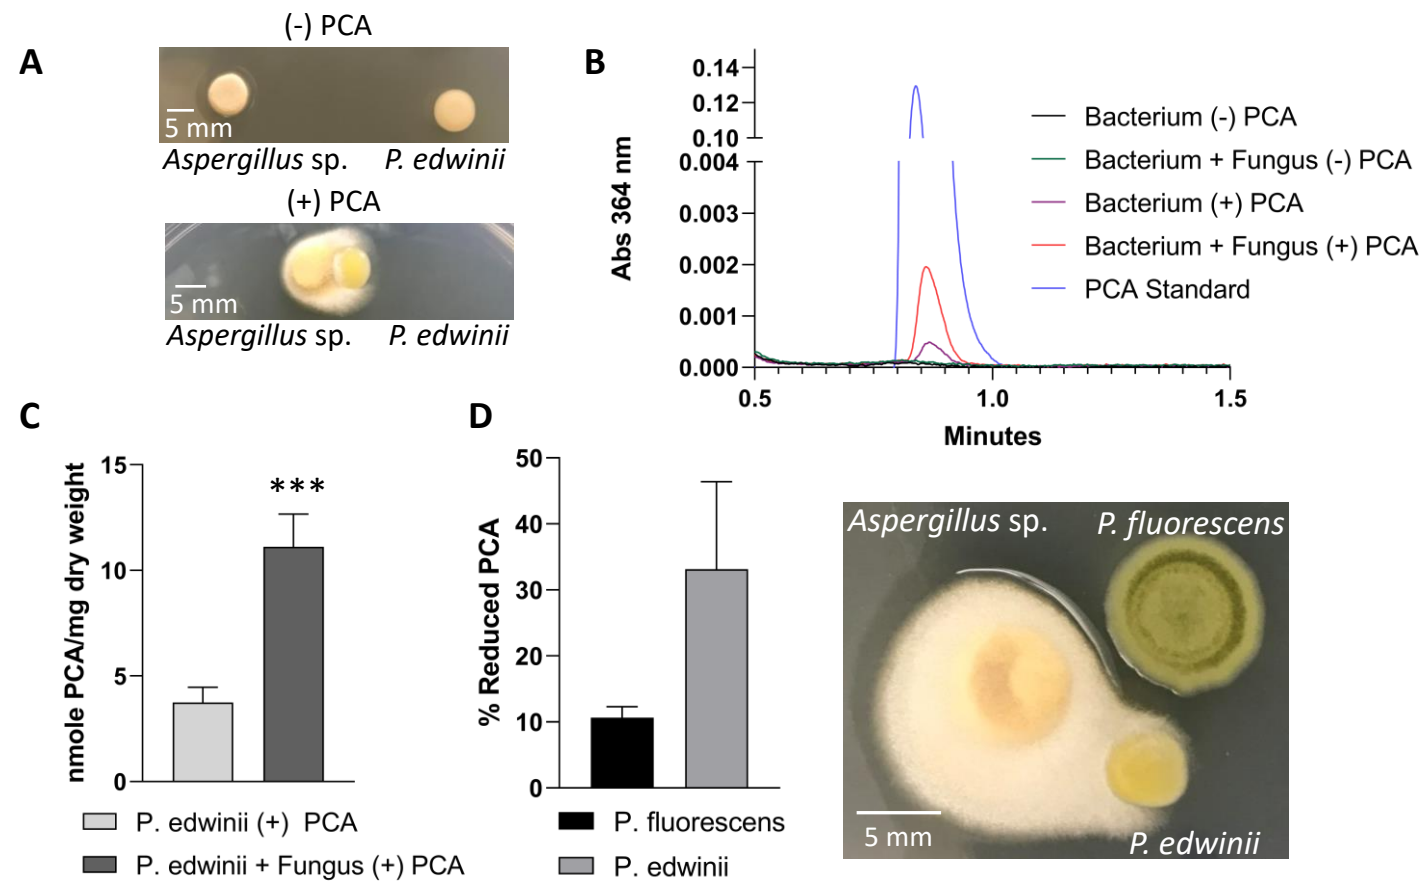 A
(-) PCA
5 mm
Aspergillus sp. P. edwinii
(+) PCA
5 mm
Aspergillus sp. P. edwinii
B
Abs 364 nm
0.14
0.12
0.10
0.004
0.003
0.002
0.001
0.000
0.5 1.0 1.5
Minutes
Bacterium (-) PCA
Bacterium + Fungus (-) PCA
Bacterium (+) PCA
Bacterium + Fungus (+) PCA
PCA Standard
C
nmole PCA/mg dry weight
15
10
5
0
***
P. edwinii (+) PCA
P. edwinii + Fungus (+) PCA
D
% Reduced PCA
50
40
30
20
10
0
P. fluorescens
P. edwinii
Aspergillus sp. P. fluorescens
5 mm
P. edwinii